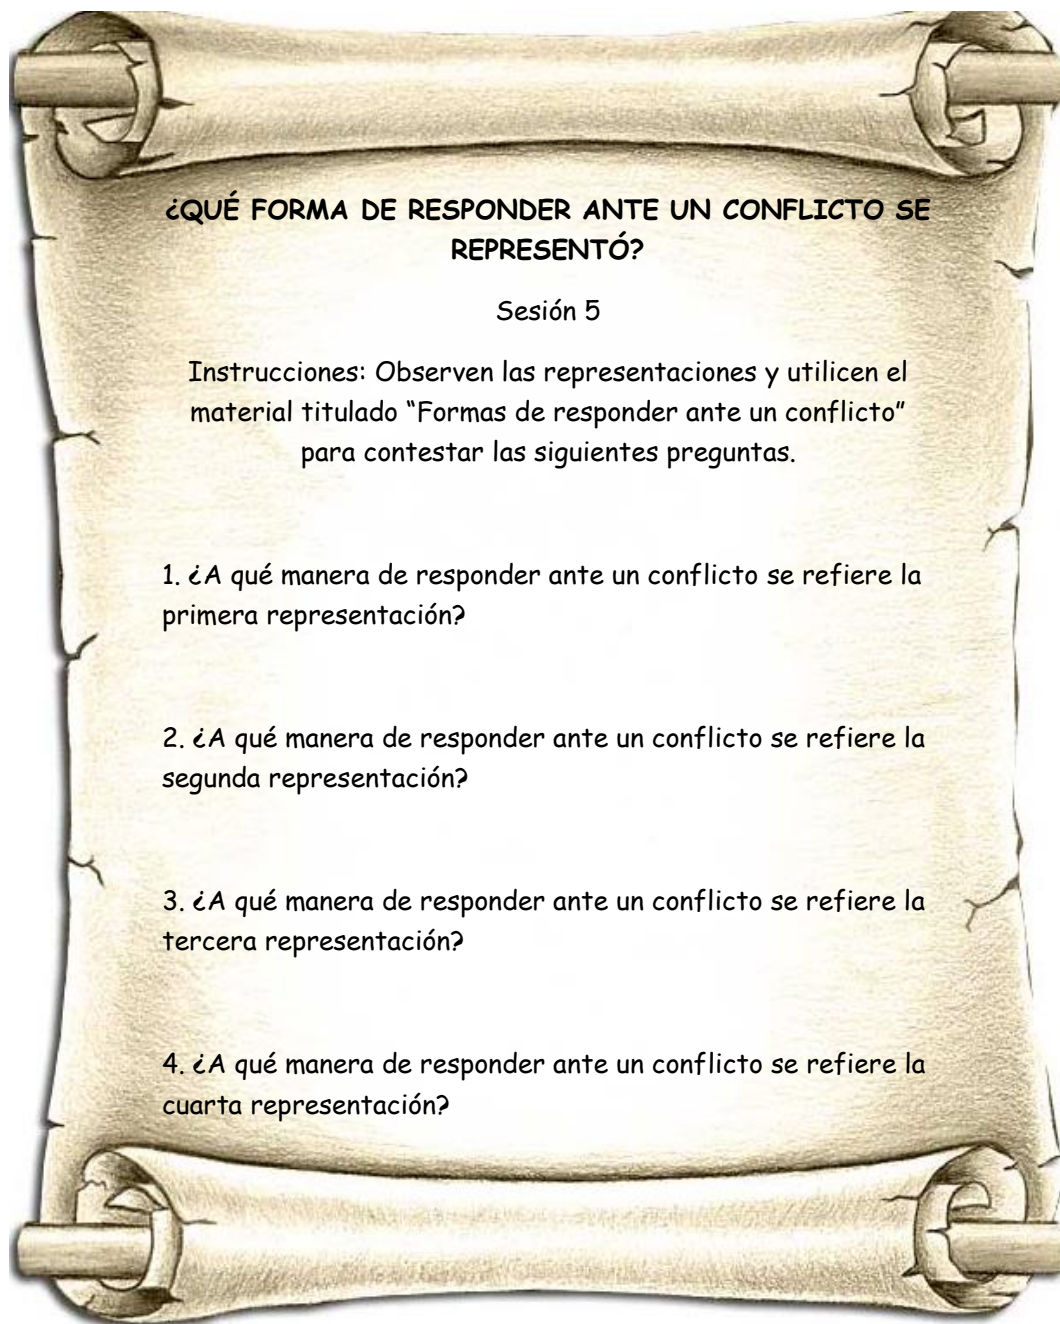 ¿QUÉ FORMA DE RESPONDER ANTE UN CONFLICTO SE
REPRESENTÓ?
Sesión 5
Instrucciones: Observen las representaciones y utilicen el
material titulado “Formas de responder ante un conflicto”
para contestar las siguientes preguntas.
1. ¿A qué manera de responder ante un conflicto se refiere la
primera representación?
2. ¿A qué manera de responder ante un conflicto se refiere la
segunda representación?
3. ¿A qué manera de responder ante un conflicto se refiere la
tercera representación?
4. ¿A qué manera de responder ante un conflicto se refiere la
cuarta representación?